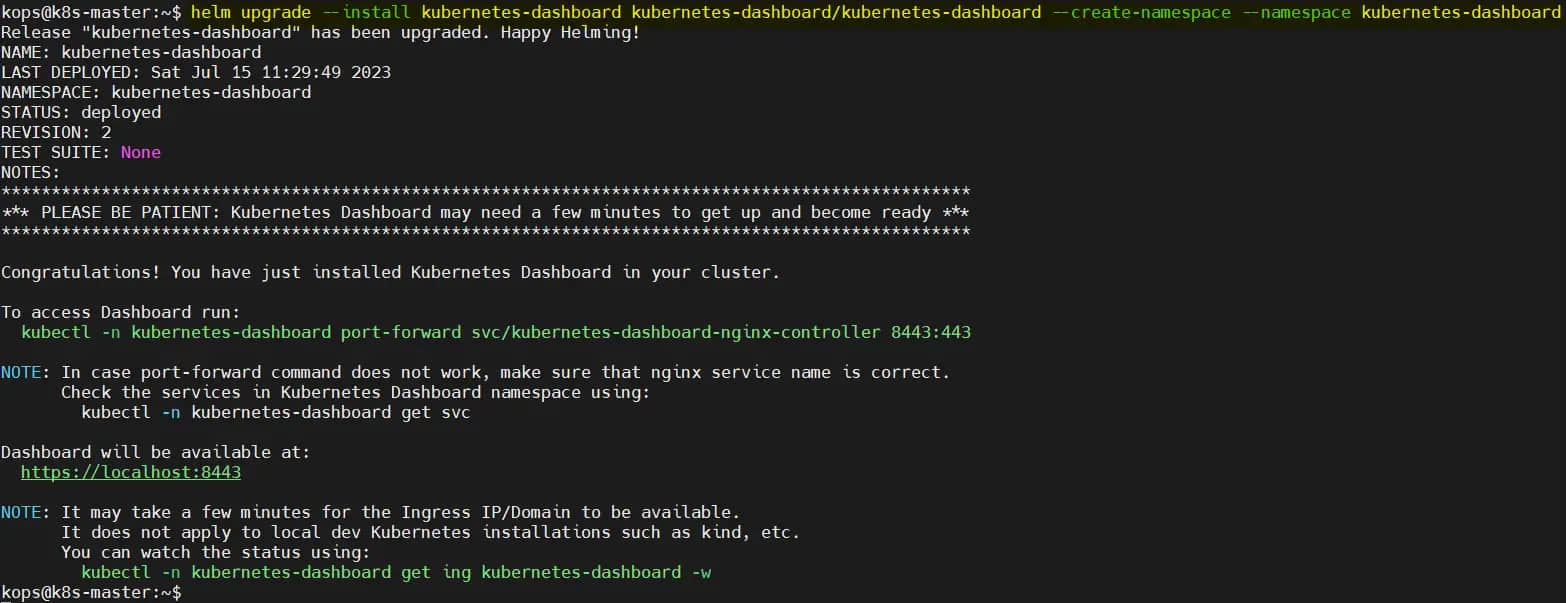 kops@k8s-master:~$ helm upgrade --install kubernetes-dashboard kubernetes-dashboard/kubernetes-dashboard --create-namespace --namespace kubernetes-dashboard
Release "kubernetes-dashboard" has been upgraded. Happy Helming!
NAME: kubernetes-dashboard
LAST DEPLOYED: Sat Jul 15 11:29:49 2023
NAMESPACE: kubernetes-dashboard
STATUS: deployed
REVISION: 2
TEST SUITE: None
NOTES:
*************************************************************************************************
*** PLEASE BE PATIENT: Kubernetes Dashboard may need a few minutes to get up and become ready ***
*************************************************************************************************

Congratulations! You have just installed Kubernetes Dashboard in your cluster.

To access Dashboard run:
  kubectl -n kubernetes-dashboard port-forward svc/kubernetes-dashboard-nginx-controller 8443:443

NOTE: In case port-forward command does not work, make sure that nginx service name is correct.
      Check the services in Kubernetes Dashboard namespace using:
        kubectl -n kubernetes-dashboard get svc

Dashboard will be available at:
  https://localhost:8443

NOTE: It may take a few minutes for the Ingress IP/Domain to be available.
      It does not apply to local dev Kubernetes installations such as kind, etc.
      You can watch the status using:
        kubectl -n kubernetes-dashboard get ing kubernetes-dashboard -w
kops@k8s-master:~$